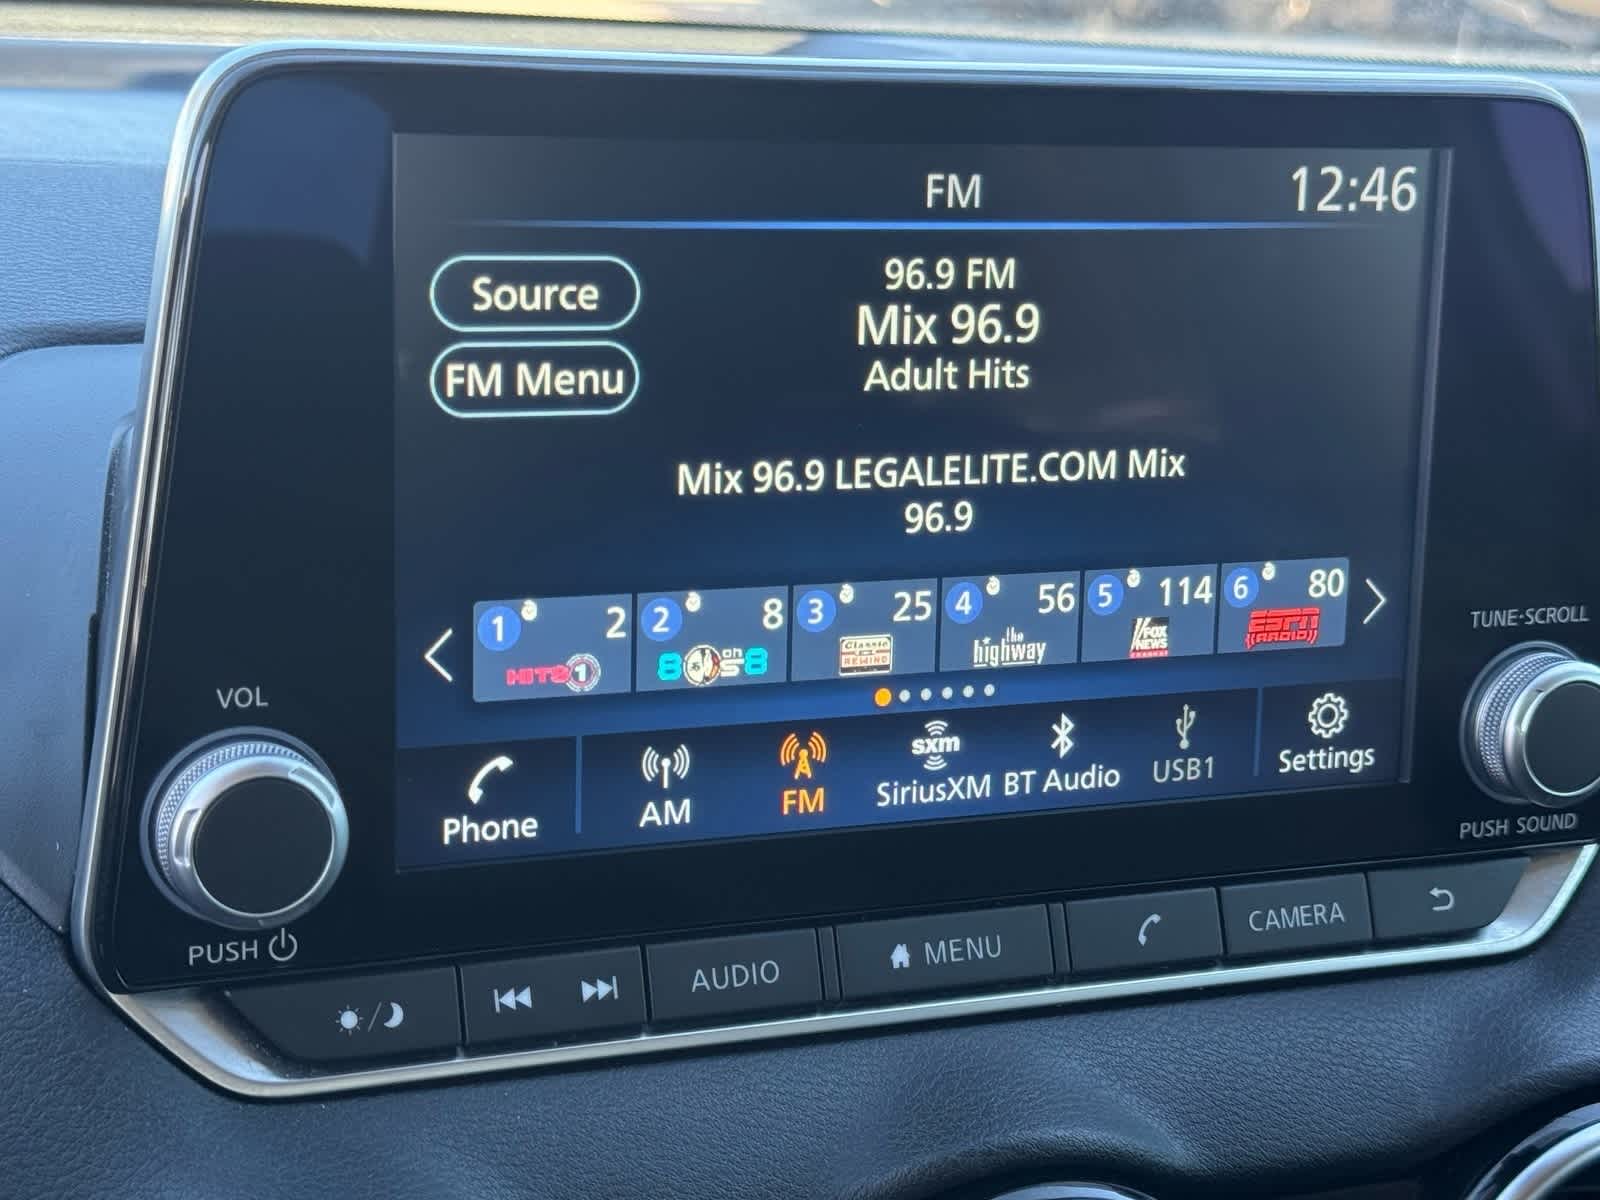 FM
12:46
Source
96.9 FM
Mix 96.9
FM Menu
Adult Hits
Mix 96.9 LEGALELITE.COM Mix
96.9
1 2
HITS 1
2 8
80s on 8
3 25
Classic
REWIND
4 56
the
highway
5 114
FOX
NEWS
6 80
ESPN
RADIO
Phone
AM
FM
sxm
SiriusXM
BT Audio
USB1
Settings
VOL
PUSH
TUNE·SCROLL
PUSH SOUND
AUDIO
MENU
CAMERA